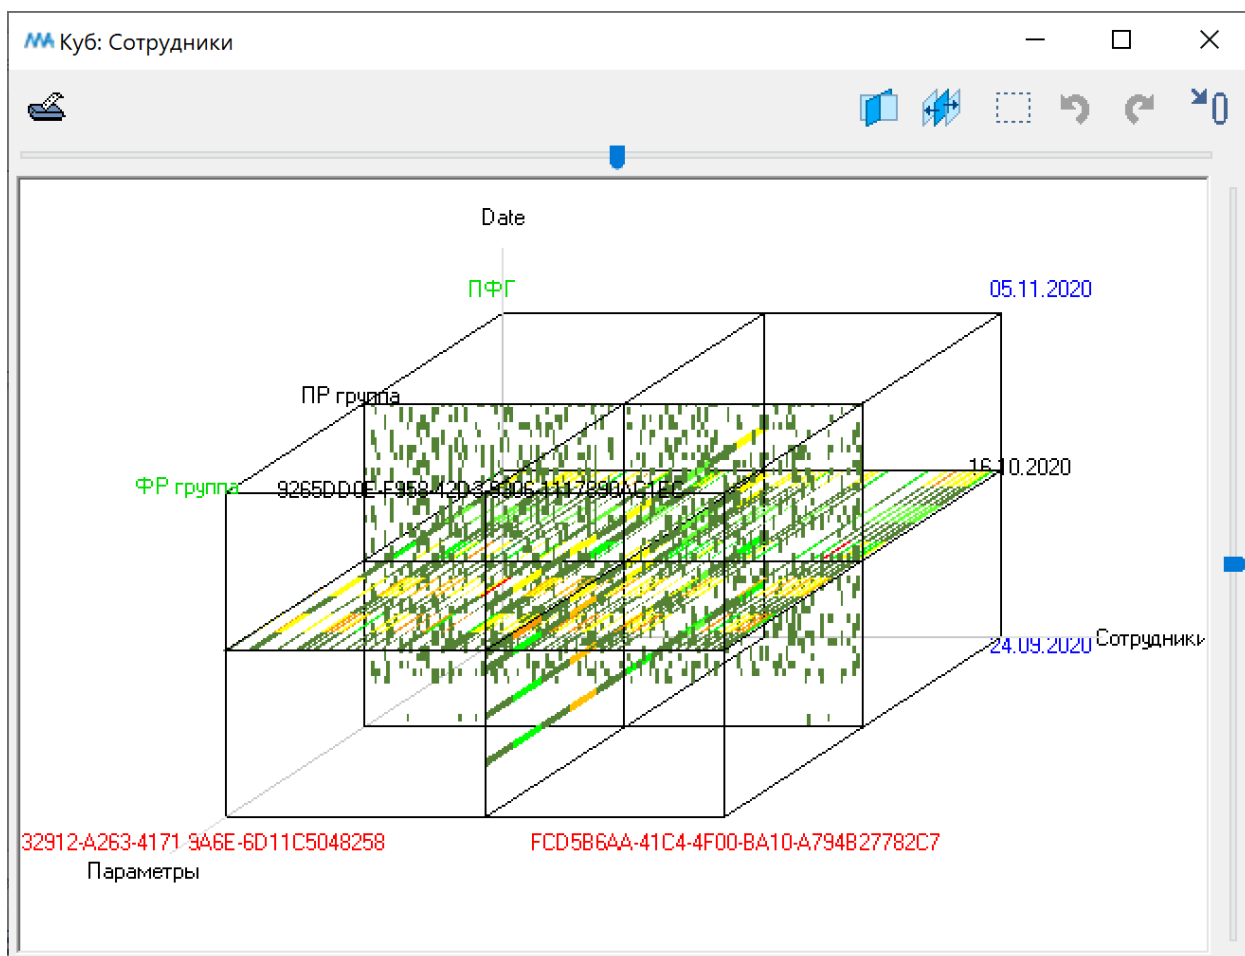 Куб: Сотрудники
Date
ПФГ
05.11.2020
ПР группа
16.10.2020
ФР группа
24.09.2020
Сотрудники
32912-A263-4171-9A6E-6D11C5048258
FCD5B6AA-41C4-4F00-BA10-A794B27782C7
Параметры